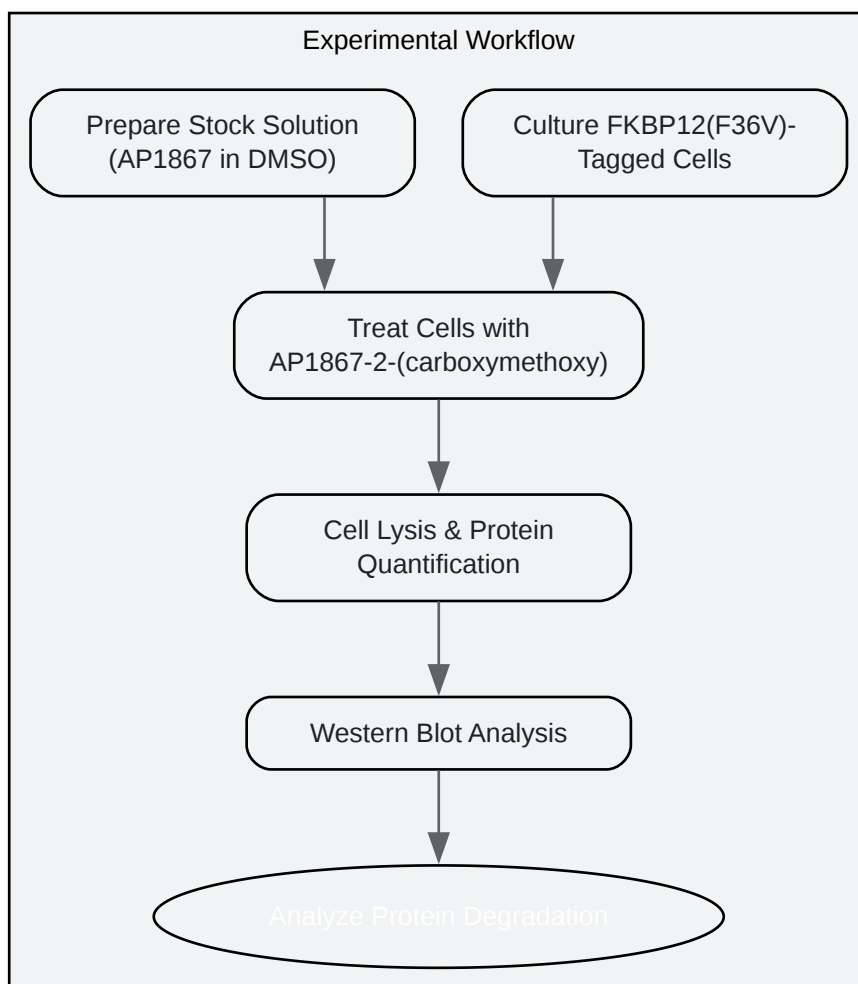 Experimental Workflow
Prepare Stock Solution
(AP1867 in DMSO)
Culture FKBP12(F36V)-
Tagged Cells
Treat Cells with
AP1867-2-(carboxymethoxy)
Cell Lysis & Protein
Quantification
Western Blot Analysis
Analyze Protein Degradation